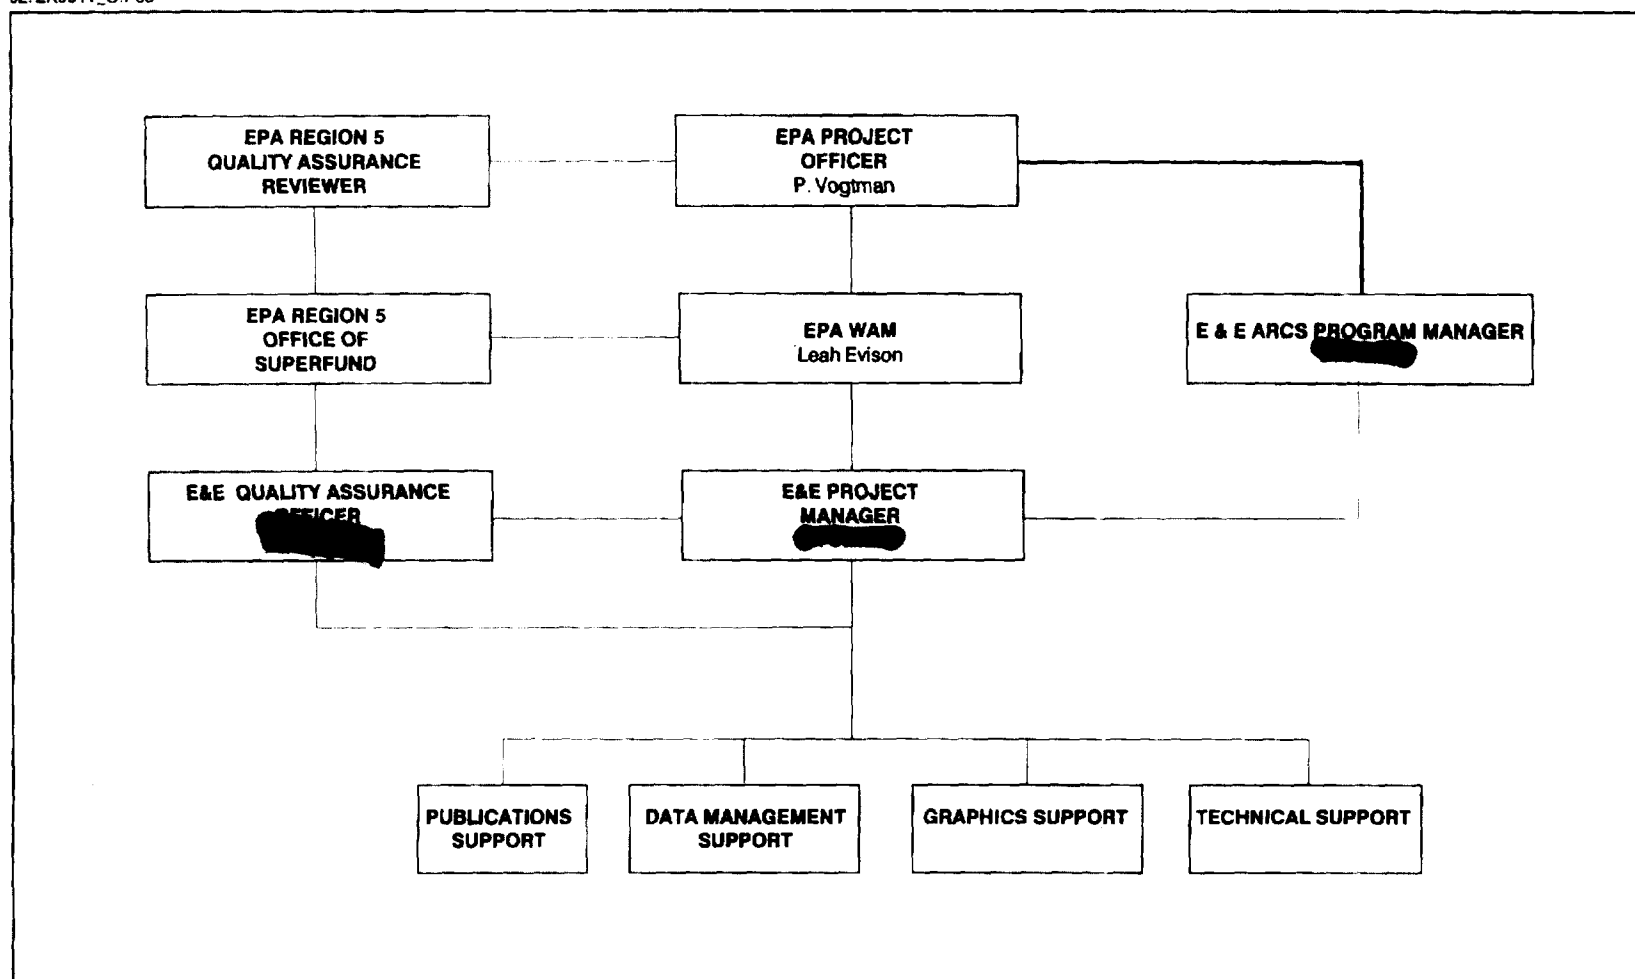 EPA REGION 5
QUALITY ASSURANCE
REVIEWER
EPA PROJECT
OFFICER
P. Vogtman
EPA REGION 5
OFFICE OF
SUPERFUND
EPA WAM
Leah Evison
E & E ARCS PROGRAM MANAGER
E&E QUALITY ASSURANCE
OFFICER
E&E PROJECT
MANAGER
PUBLICATIONS
SUPPORT
DATA MANAGEMENT
SUPPORT
GRAPHICS SUPPORT
TECHNICAL SUPPORT